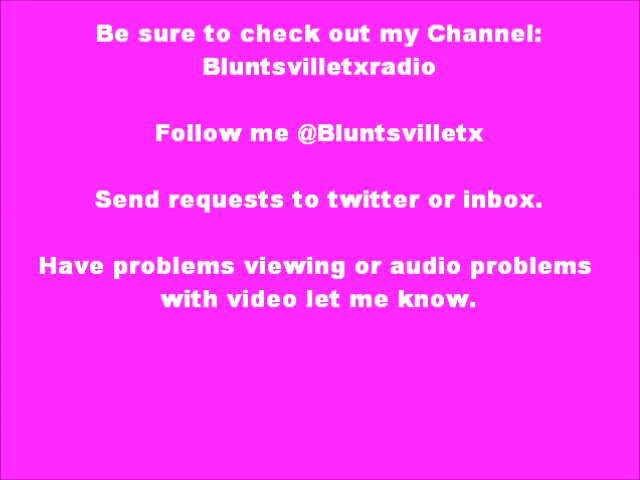 Be sure to check out my Channel:
Bluntsvilletxradio
Follow me @Bluntsvilletx
Send requests to twitter or inbox.
Have problems viewing or audio problems
with video let me know.